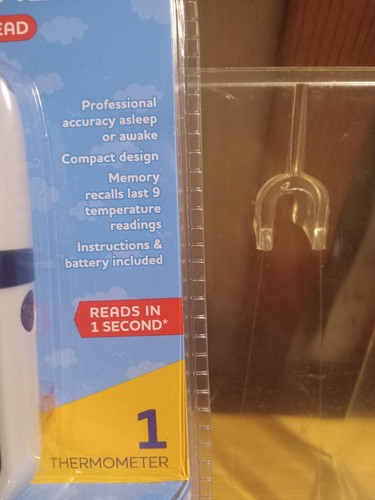 EAD
Professional
accuracy asleep
or awake
Compact design
Memory
recalls last 9
temperature
readings
Instructions &
battery included
READS IN
1 SECOND*
1
THERMOMETER